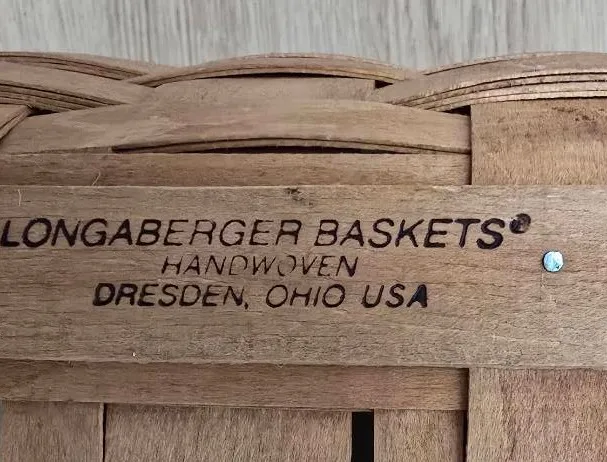 LONGABERGER BASKETS®
HANDWOVEN
DRESDEN, OHIO USA